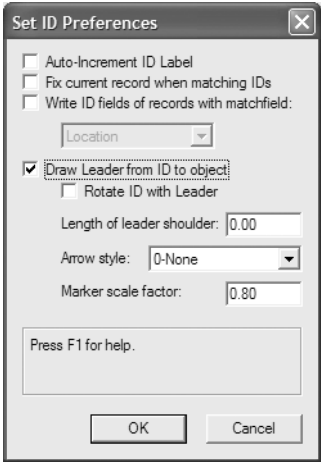 Set ID Preferences
Auto-Increment ID Label
Fix current record when matching IDs
Write ID fields of records with matchfield:
Location
Draw Leader from ID to object
Rotate ID with Leader
Length of leader shoulder: 0.00
Arrow style: 0-None
Marker scale factor: 0.80
Press F1 for help.
OK Cancel